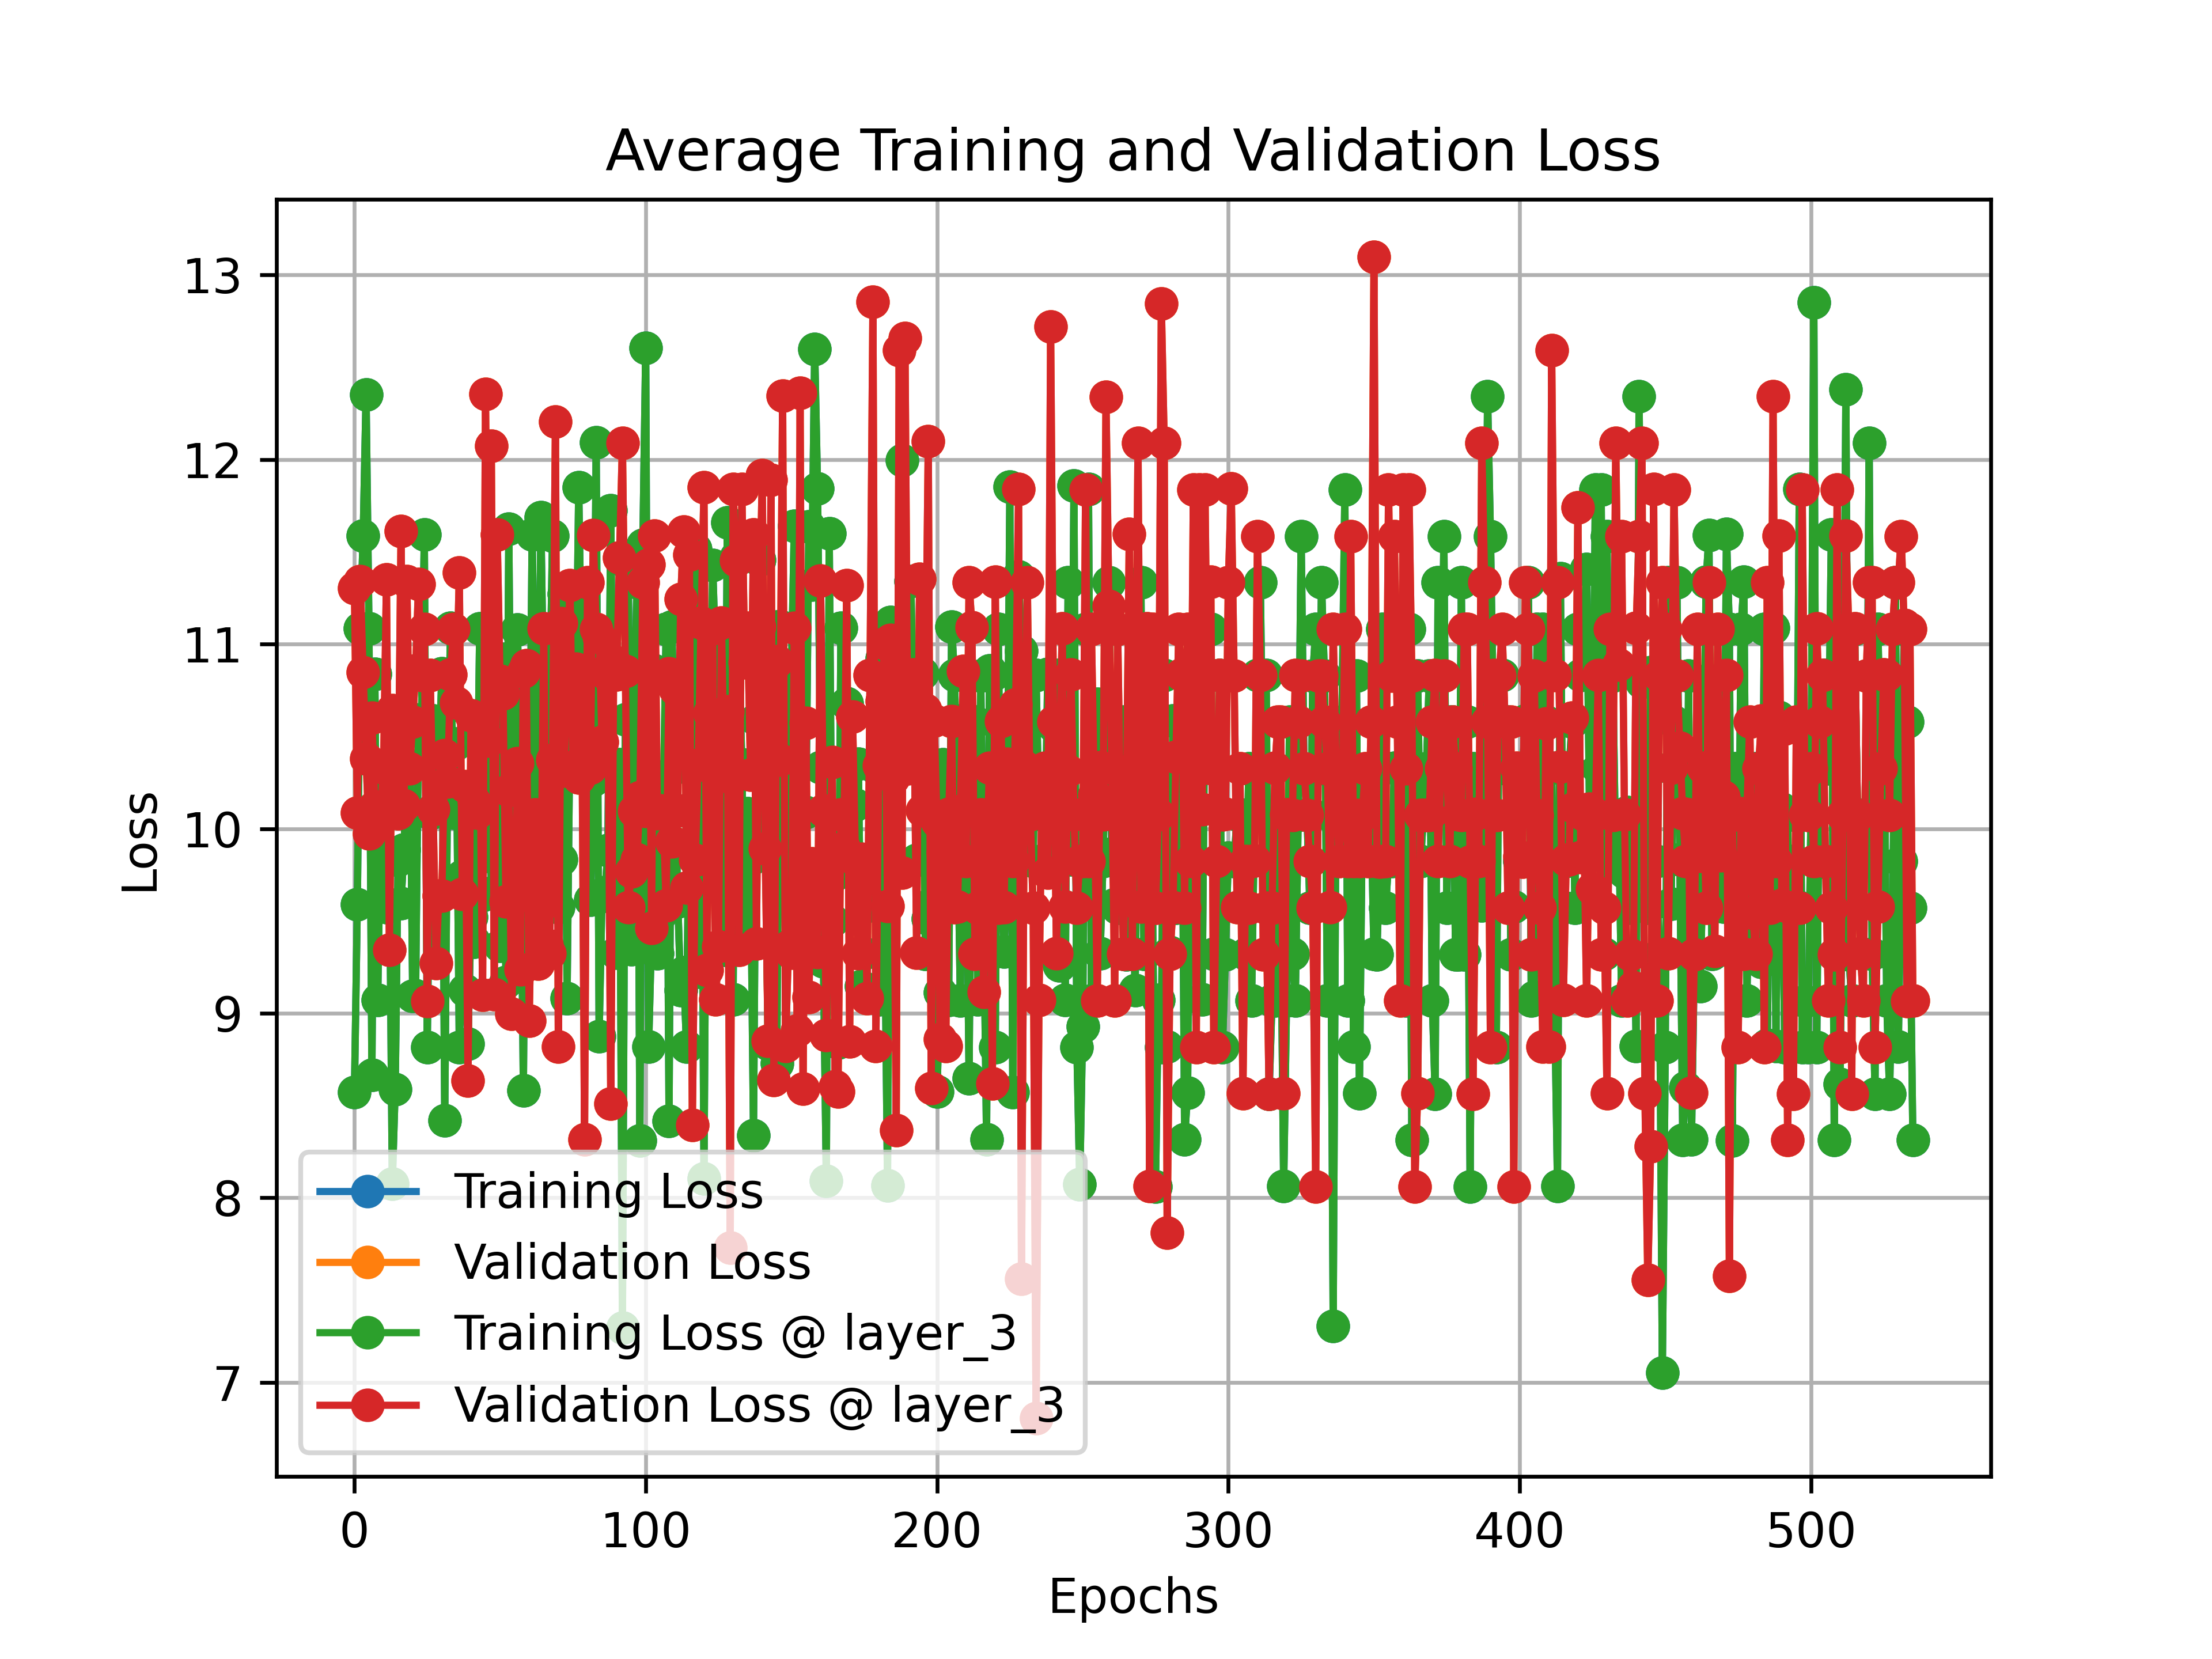 Average Training and Validation Loss
Loss
13
12
11
10
9
8
7
Training Loss
Validation Loss
Training Loss @ layer_3
Validation Loss @ layer_3
0 100 200 300 400 500
Epochs